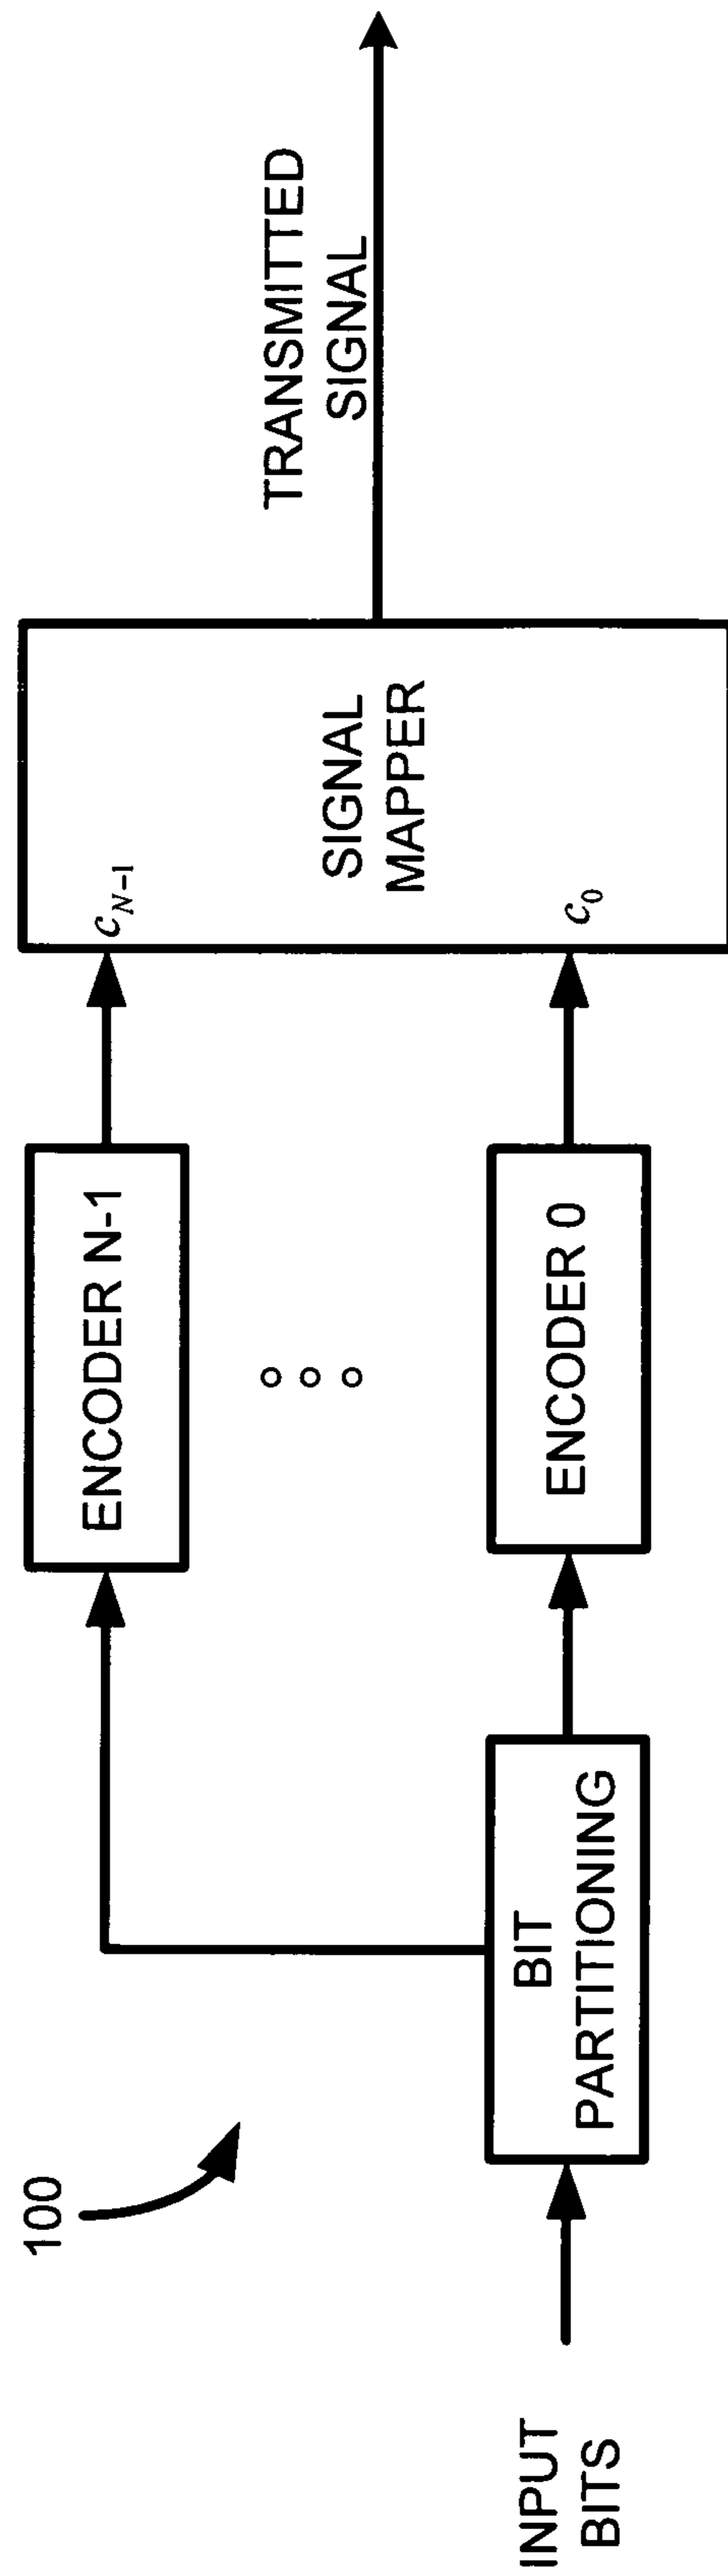 100
INPUT
BITS
BIT
PARTITIONING
ENCODER N-1
ENCODER 0
c_{N-1}
c_0
SIGNAL
MAPPER
TRANSMITTED
SIGNAL